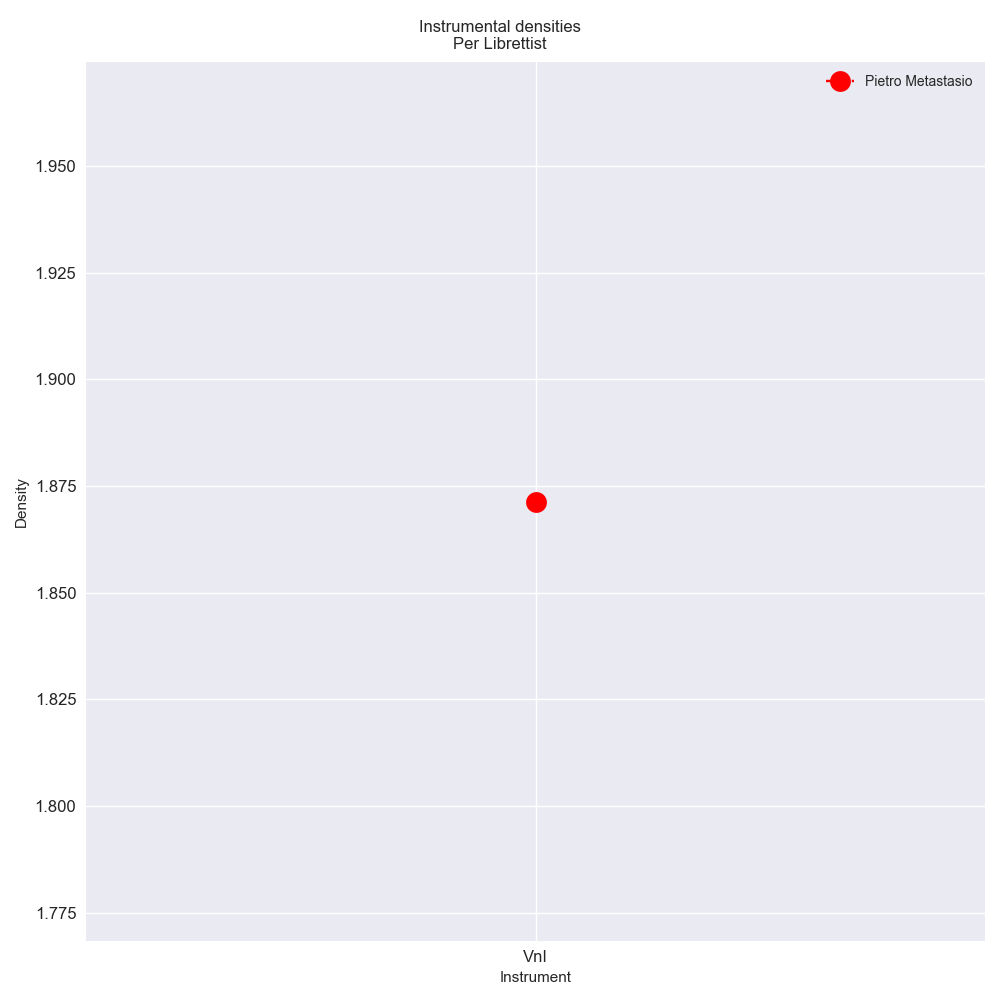 Instrumental densities
Per Librettist
Pietro Metastasio
1.950
1.925
1.900
1.875
1.850
1.825
1.800
1.775
Density
VnI
Instrument